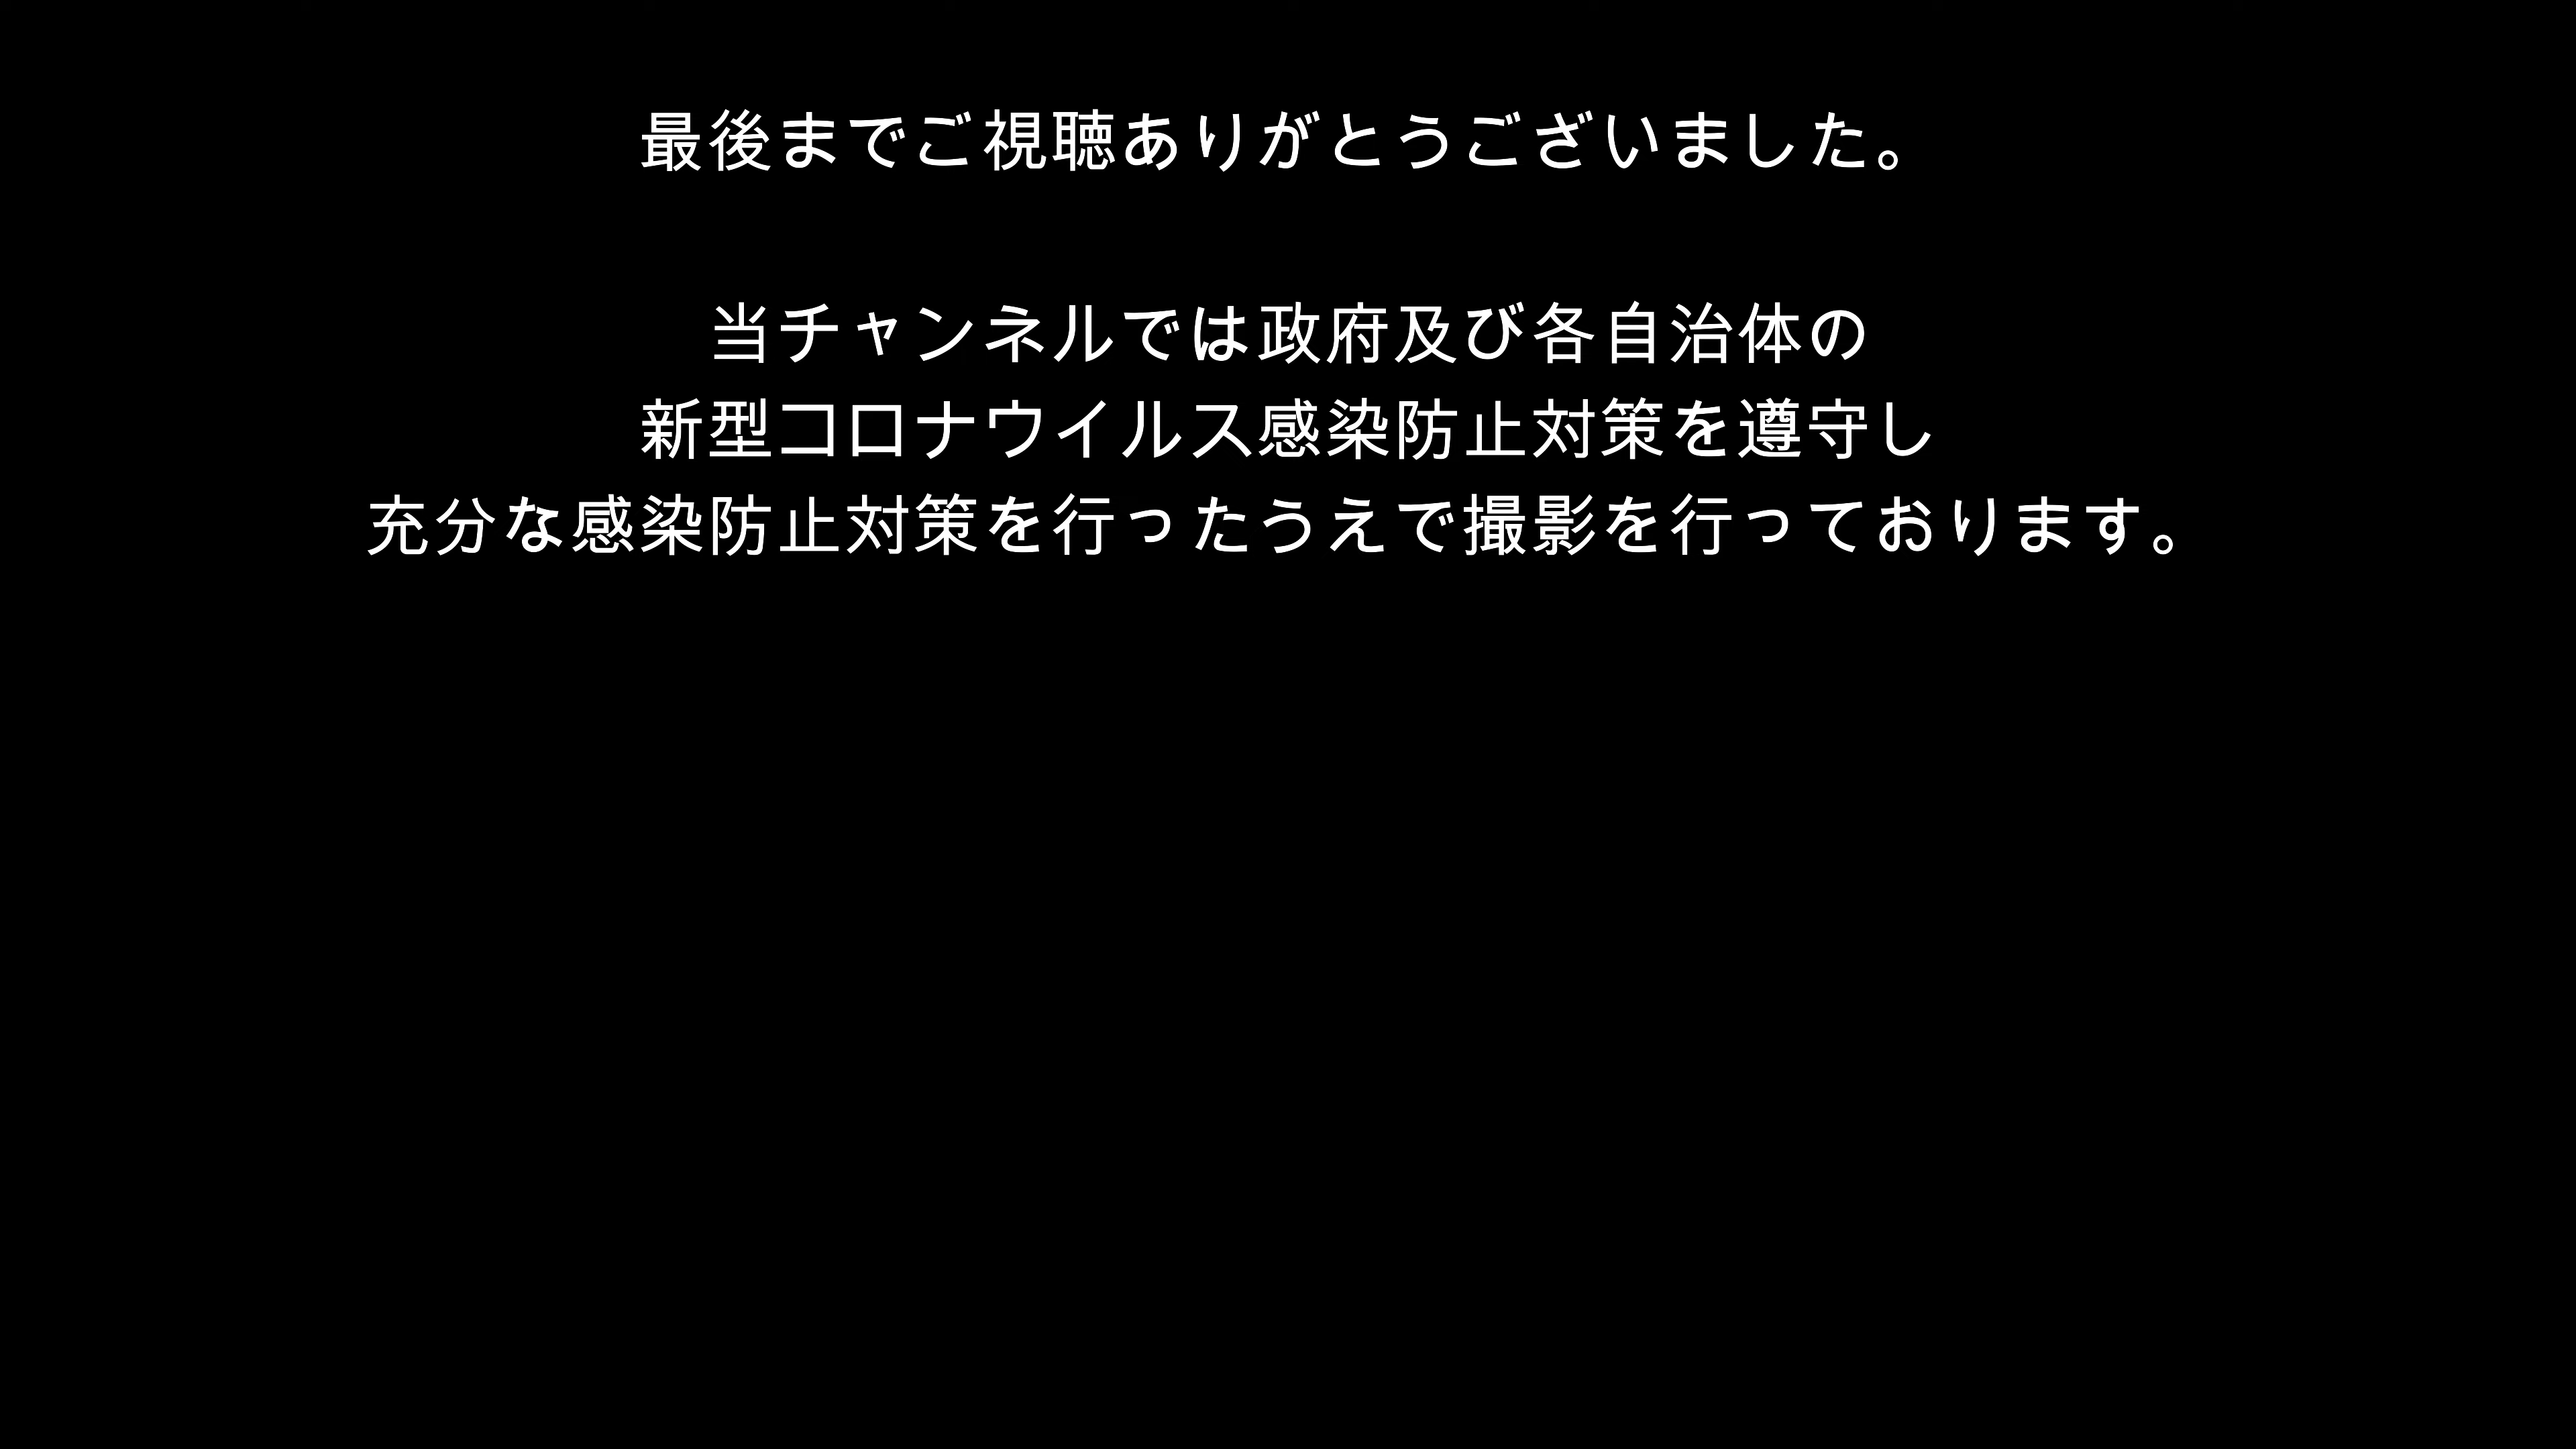 最後までご視聴ありがとうございました。
当チャンネルでは政府及び各自治体の
新型コロナウイルス感染防止対策を遵守し
充分な感染防止対策を行ったうえで撮影を行っております。